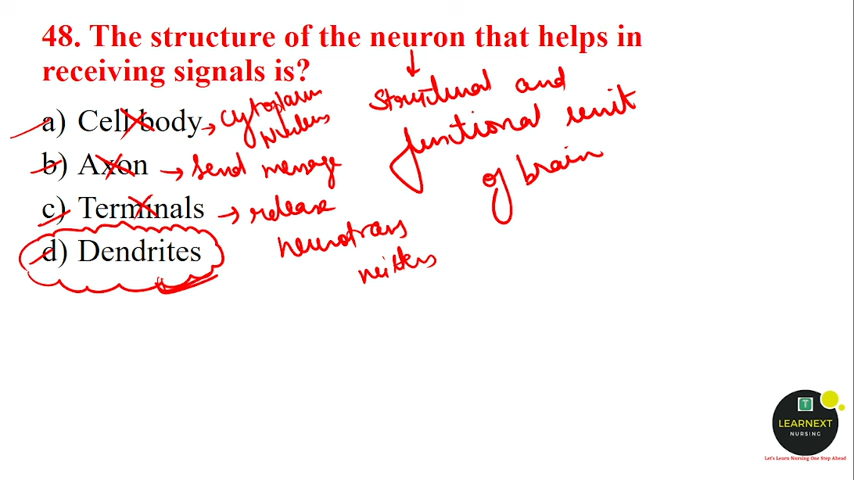 48. The structure of the neuron that helps in
receiving signals is?
structural and
functional unit
of brain
a) Cell body → cytoplasm
nucleus
b) Axon → send message
c) Terminals → release
neurotrans
mitters
d) Dendrites
T
LEARNEXT
NURSING
Let's Learn Nursing One Step Ahead